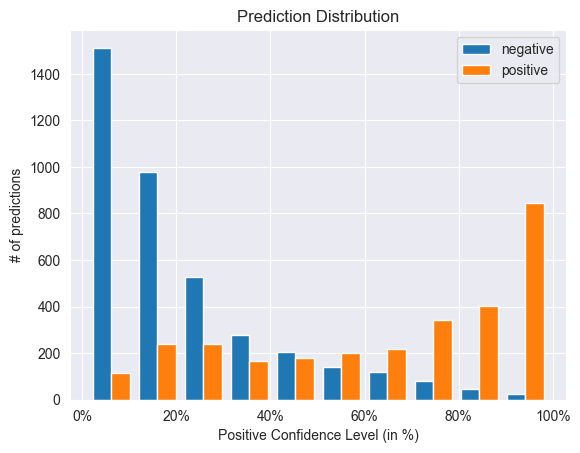 Prediction Distribution
negative
positive
1400
1200
1000
800
600
400
200
0
# of predictions
0% 20% 40% 60% 80% 100%
Positive Confidence Level (in %)